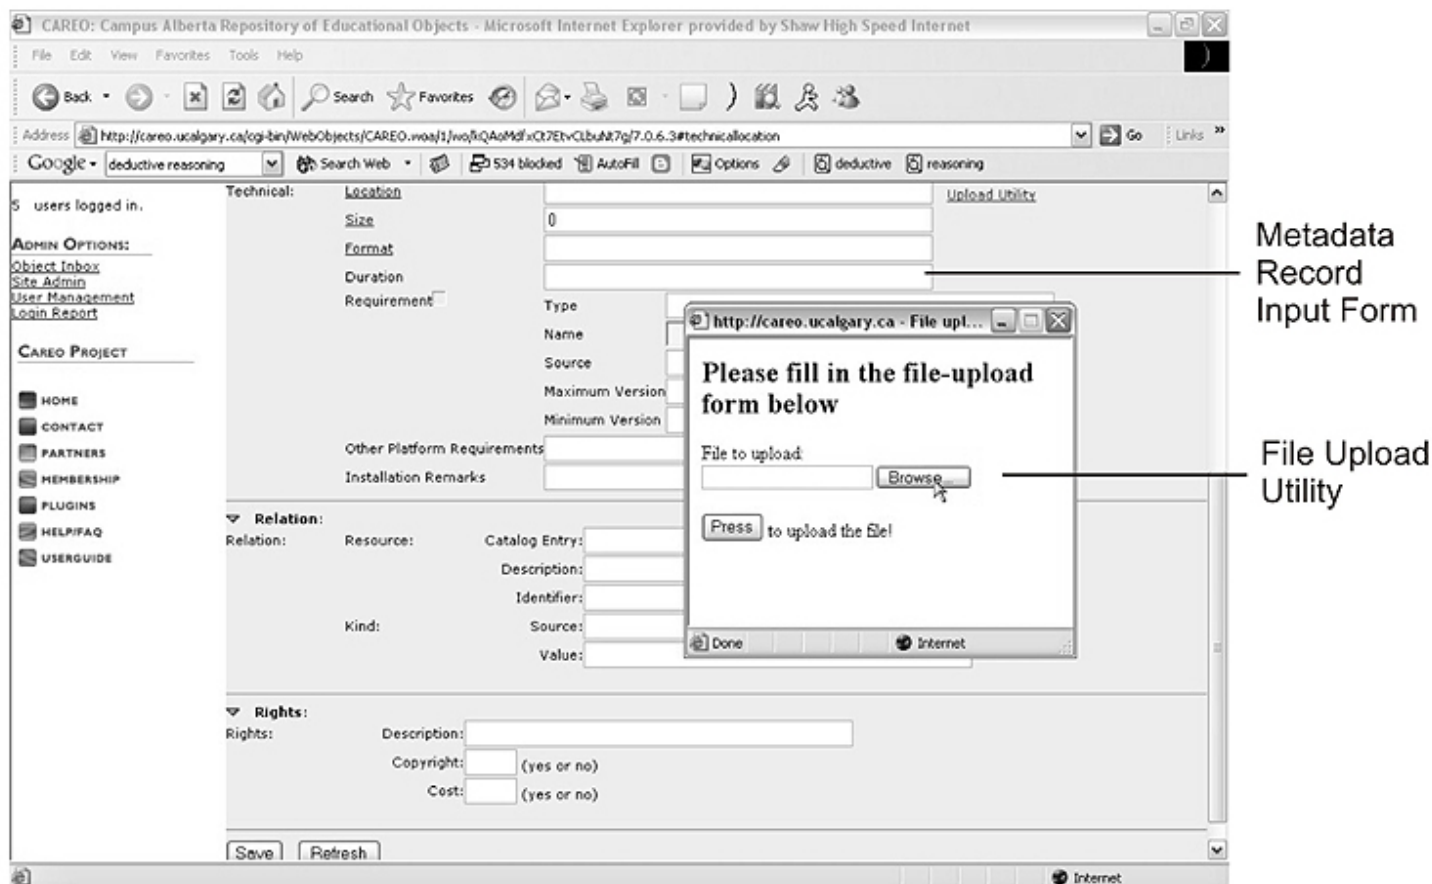 CAREO: Campus Alberta Repository of Educational Objects - Microsoft Internet Explorer provided by Shaw High Speed Internet
File Edit View Favorites Tools Help
Back Search Favorites
Address http://careo.ucalgary.ca/cgi-bin/WebObjects/CAREO.woa/1/wo/kQAoMdfxCt7EtvCLbuNt7g/7.0.6.3#technicallocation Go Links »
Google deductive reasoning Search Web 534 blocked AutoFill Options deductive reasoning
5 users logged in.
ADMIN OPTIONS:
Object Inbox
Site Admin
User Management
Login Report
CAREO PROJECT
HOME
CONTACT
PARTNERS
MEMBERSHIP
PLUGINS
HELP/FAQ
USERGUIDE
Technical: Location Upload Utility
Size 0
Format
Duration
Requirement
Type
Name
Source
Maximum Version
Minimum Version
Other Platform Requirements
Installation Remarks
Relation:
Relation: Resource: Catalog Entry:
Description:
Identifier:
Kind: Source:
Value:
Rights:
Rights: Description:
Copyright: (yes or no)
Cost: (yes or no)
Save Refresh
http://careo.ucalgary.ca - File upl...
Please fill in the file-upload
form below
File to upload:
Browse...
Press to upload the file!
Done Internet
Internet
Metadata
Record
Input Form
File Upload
Utility